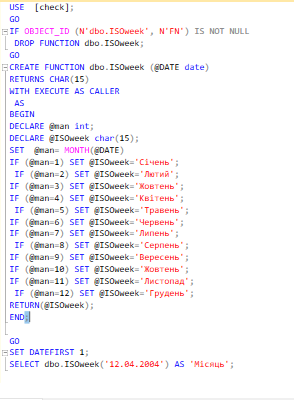 USE [check];
GO
IF OBJECT_ID (N'dbo.ISOweek', N'FN') IS NOT NULL
DROP FUNCTION dbo.ISOweek;
GO
CREATE FUNCTION dbo.ISOweek (@DATE date)
RETURNS CHAR(15)
WITH EXECUTE AS CALLER
AS
BEGIN
DECLARE @man int;
DECLARE @ISOweek char(15);
SET @man= MONTH(@DATE)
IF (@man=1) SET @ISOweek='Січень';
IF (@man=2) SET @ISOweek='Лютий';
IF (@man=3) SET @ISOweek='Жовтень';
IF (@man=4) SET @ISOweek='Квітень';
IF (@man=5) SET @ISOweek='Травень';
IF (@man=6) SET @ISOweek='Червень';
IF (@man=7) SET @ISOweek='Липень';
IF (@man=8) SET @ISOweek='Серпень';
IF (@man=9) SET @ISOweek='Вересень';
IF (@man=10) SET @ISOweek='Жовтень';
IF (@man=11) SET @ISOweek='Листопад';
IF (@man=12) SET @ISOweek='Грудень';
RETURN(@ISOweek);
END;
GO
SET DATEFIRST 1;
SELECT dbo.ISOweek('12.04.2004') AS 'Місяць';